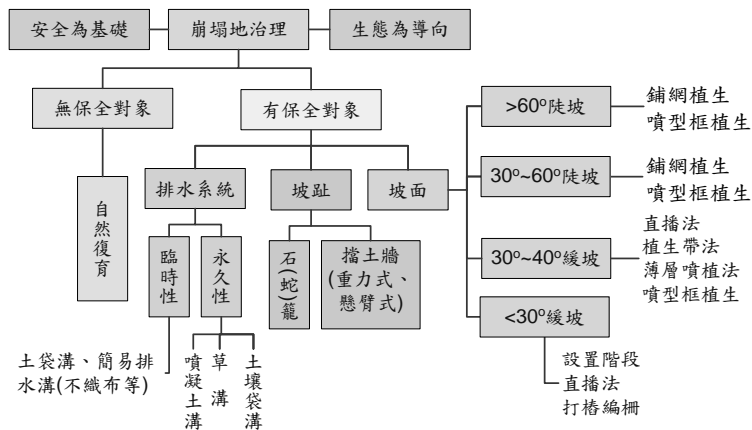 安全為基礎
崩塌地治理
生態為導向
無保全對象
有保全對象
自然復育
排水系統
坡趾
坡面
臨時性
永久性
石(蛇)籠
擋土牆
(重力式、
懸臂式)
土袋溝、簡易排
水溝(不織布等)
噴凝土溝
草溝
土壤袋溝
>60°陡坡
鋪網植生
噴型框植生
30°~60°陡坡
鋪網植生
噴型框植生
30°~40°緩坡
直播法
植生帶法
薄層噴植法
噴型框植生
<30°緩坡
設置階段
直播法
打樁編柵